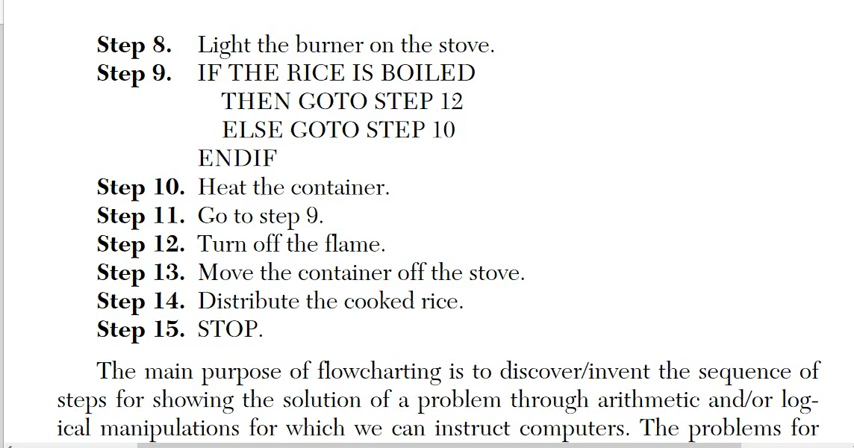 Step 8. Light the burner on the stove.
Step 9. IF THE RICE IS BOILED
THEN GOTO STEP 12
ELSE GOTO STEP 10
ENDIF
Step 10. Heat the container.
Step 11. Go to step 9.
Step 12. Turn off the flame.
Step 13. Move the container off the stove.
Step 14. Distribute the cooked rice.
Step 15. STOP.
The main purpose of flowcharting is to discover/invent the sequence of
steps for showing the solution of a problem through arithmetic and/or log-
ical manipulations for which we can instruct computers. The problems for